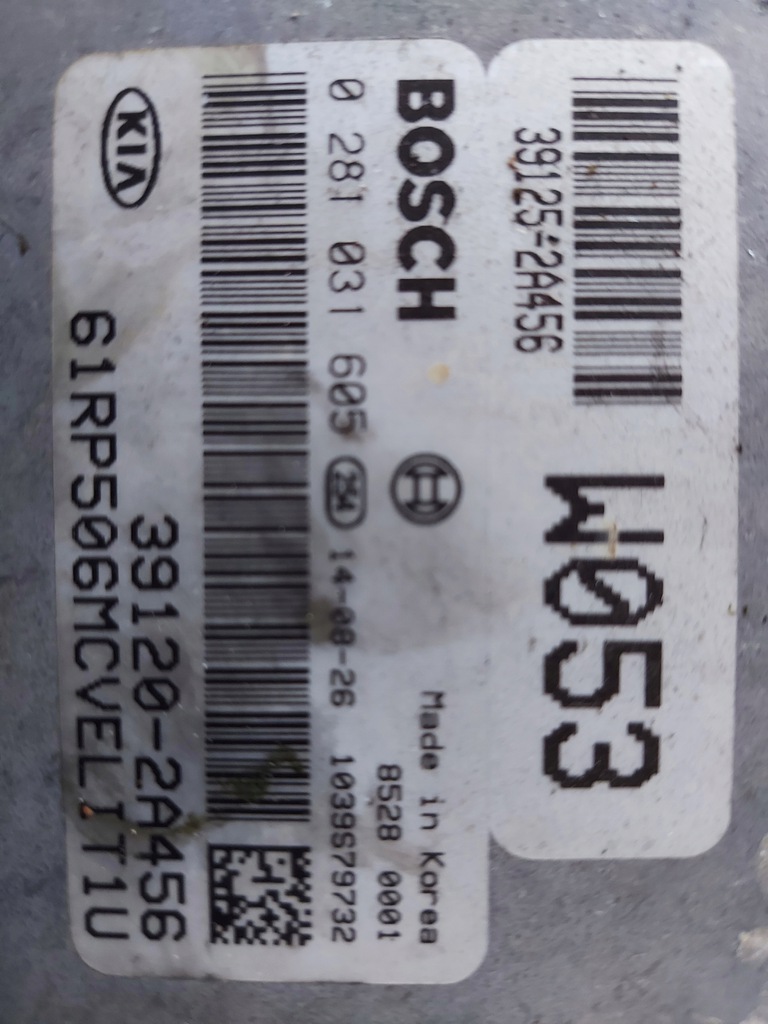 39125-2A456
W053
BOSCH
Made in Korea
8528 0001
0 281 031 605 254 14-08-26 1039S79732
KIA
39120-2A456
61RP506MCVELIT1U